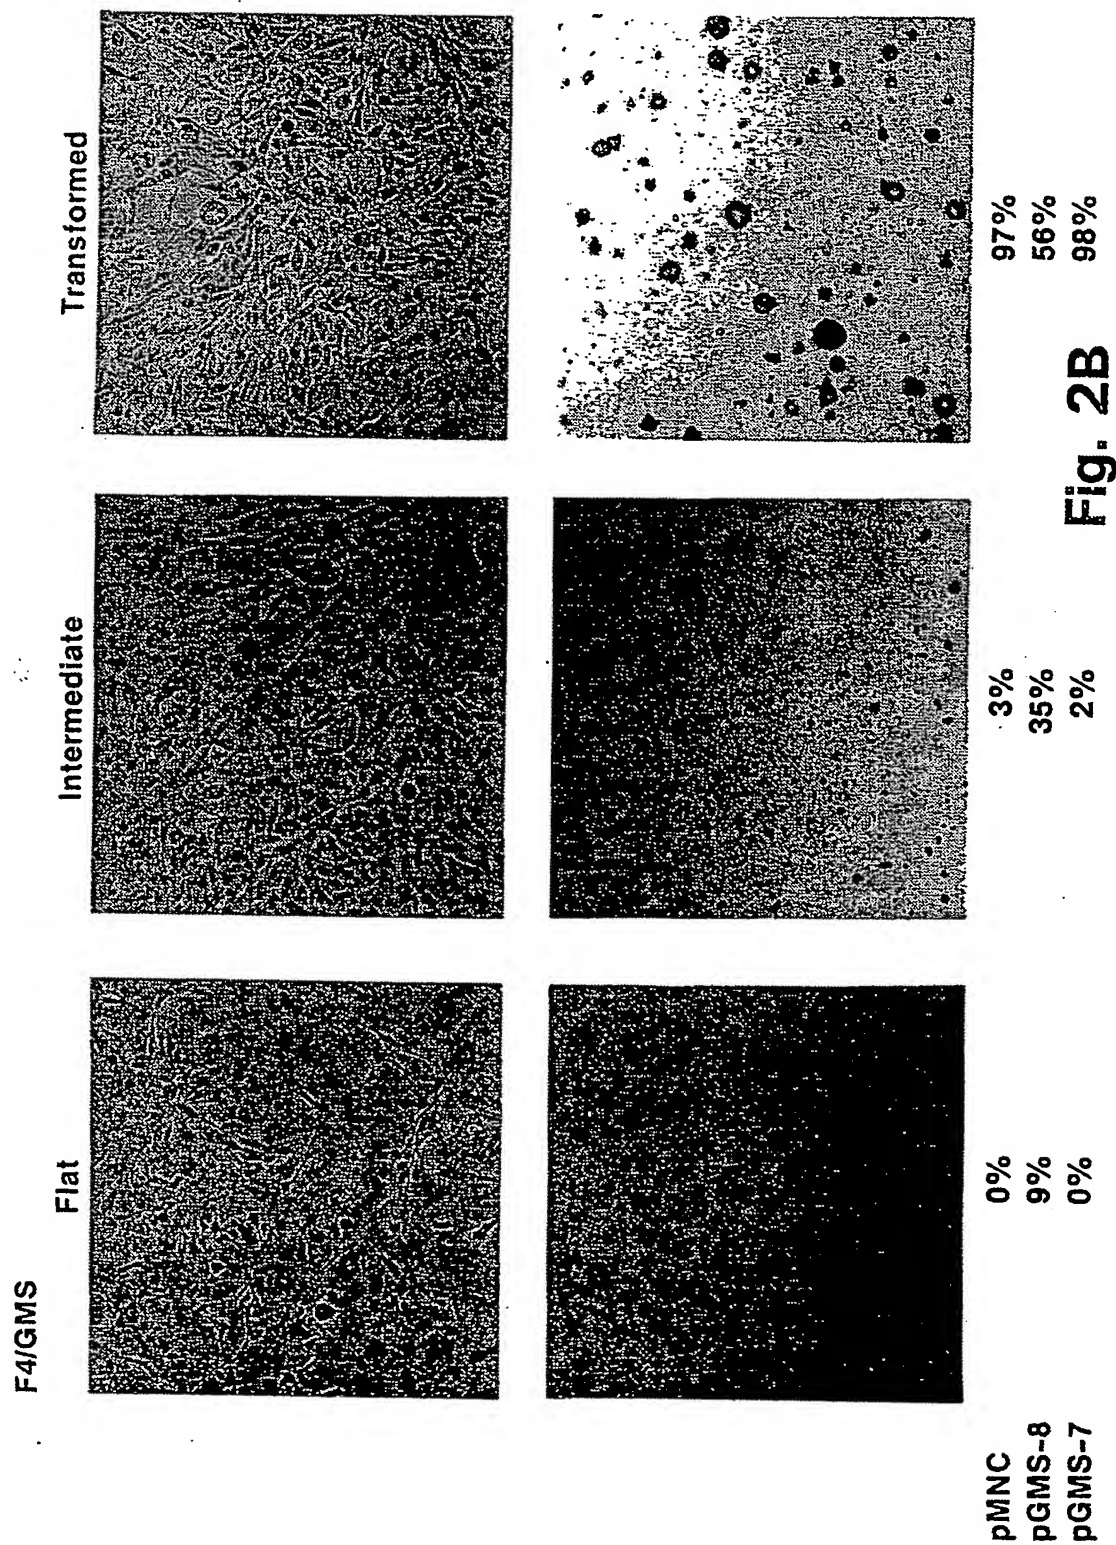 F4/GMS
Flat Intermediate Transformed
pMNC 0% 3% 97%
pGMS-8 9% 35% 56%
pGMS-7 0% 2% 98%
Fig. 2B